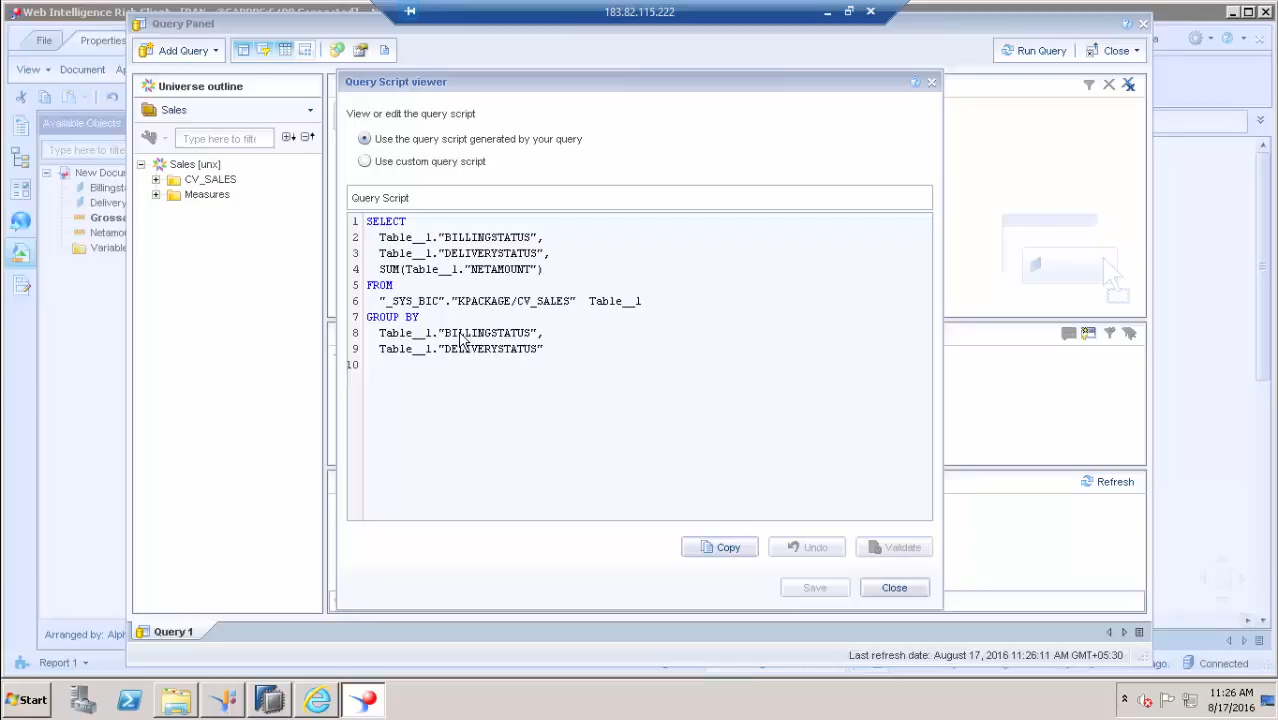 Web Intelligence Rich Client
183.82.115.222
Query Panel
File
Properties
Add Query
Run Query
Close
View
Document
Query Script viewer
Universe outline
View or edit the query script
Sales
Available Objects
Use the query script generated by your query
Type here to filte
Type here to
Use custom query script
Sales [unx]
New Docum
CV_SALES
Billingst
Measures
Delivery
Query Script
Grossa
1 SELECT
Netamo
2 Table__1."BILLINGSTATUS",
Variable
3 Table__1."DELIVERYSTATUS",
4 SUM(Table__1."NETAMOUNT")
5 FROM
6 "_SYS_BIC"."KPACKAGE/CV_SALES" Table__1
7 GROUP BY
8 Table__1."BILLINGSTATUS",
9 Table__1."DELIVERYSTATUS"
10
Refresh
Copy
Undo
Validate
Save
Close
Query 1
Arranged by: Alph
Last refresh date: August 17, 2016 11:26:11 AM GMT+05:30
Report 1
ago.
Connected
Start
11:26 AM
8/17/2016